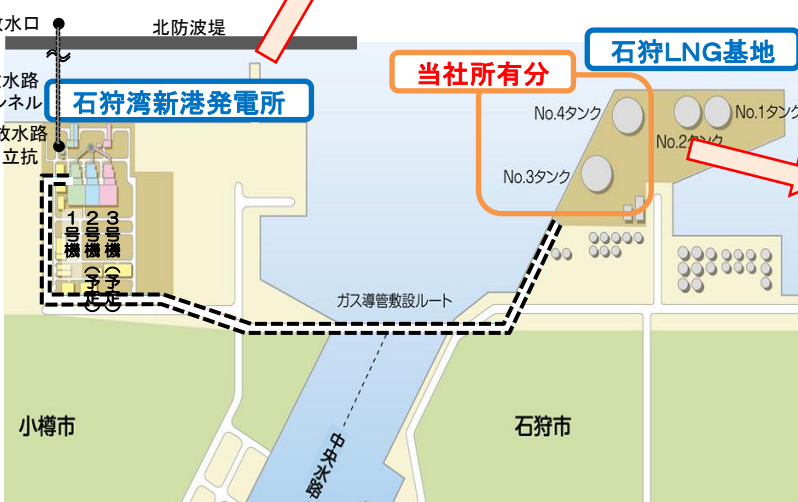 水口
北防波堤
石狩LNG基地
当社所有分
水路
ネル
石狩湾新港発電所
No.4タンク
No.1タンク
放水路
立抗
No.2タンク
No.3タンク
1号機
2号機(予定)
3号機(予定)
ガス導管敷設ルート
小樽市
石狩市
中央水路